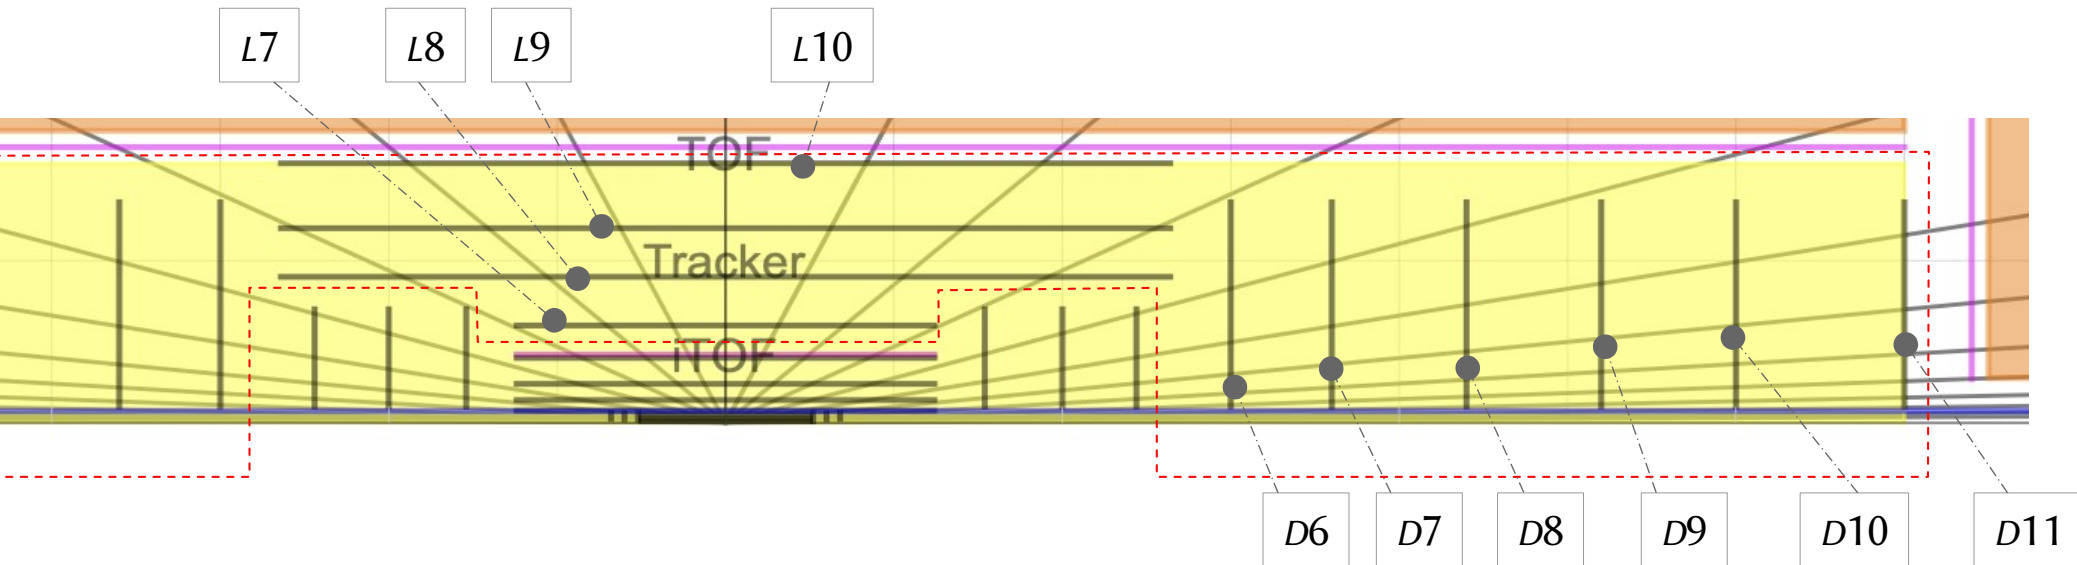 L7 L8 L9 L10
TOF
Tracker
iTOF
D6 D7 D8 D9 D10 D11